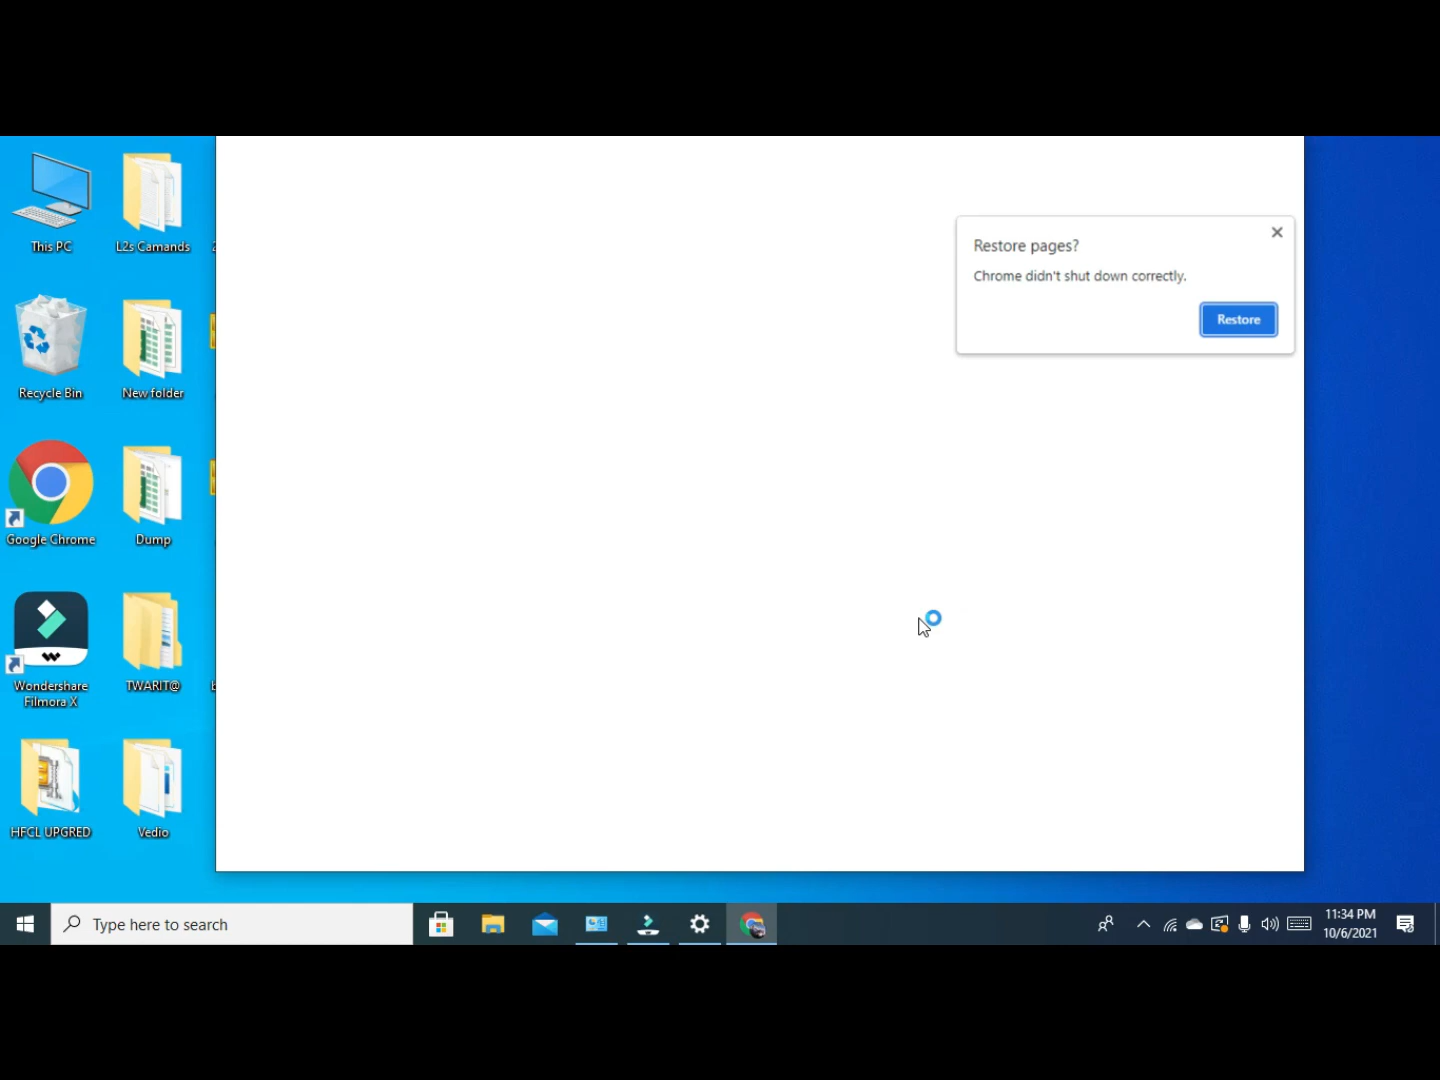 This PC
L2s Camands
Recycle Bin
New folder
Google Chrome
Dump
Wondershare
Filmora X
TWARIT@
HFCL UPGRED
Vedio
Restore pages?
Chrome didn't shut down correctly.
Restore
Type here to search
11:34 PM
10/6/2021